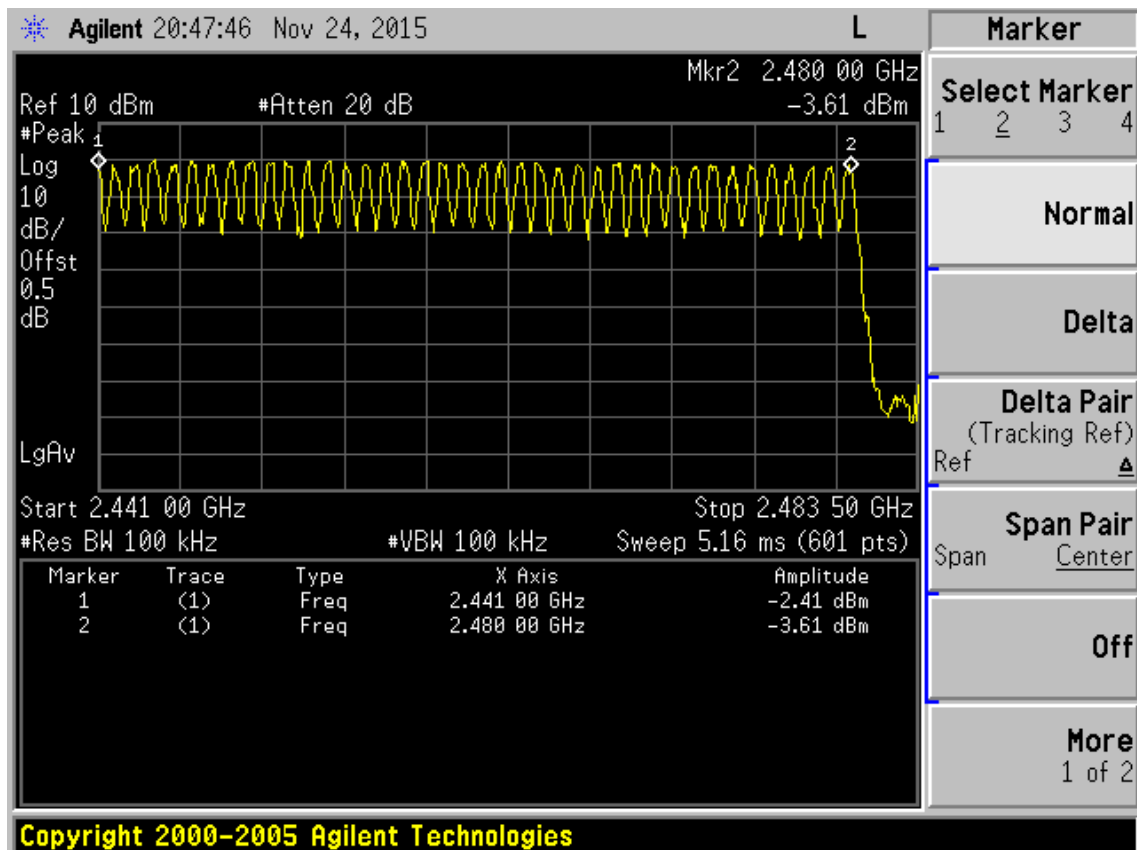 Agilent 20:47:46 Nov 24, 2015 L
Mkr2 2.480 00 GHz
Ref 10 dBm #Atten 20 dB -3.61 dBm
#Peak
Log
10
dB/
Offst
0.5
dB
LgAv
1
2
Start 2.441 00 GHz Stop 2.483 50 GHz
#Res BW 100 kHz #VBW 100 kHz Sweep 5.16 ms (601 pts)
Marker Trace Type X Axis Amplitude
1 (1) Freq 2.441 00 GHz -2.41 dBm
2 (1) Freq 2.480 00 GHz -3.61 dBm
Marker
Select Marker
1 2 3 4
Normal
Delta
Delta Pair
(Tracking Ref)
Ref Δ
Span Pair
Span Center
Off
More
1 of 2
Copyright 2000-2005 Agilent Technologies